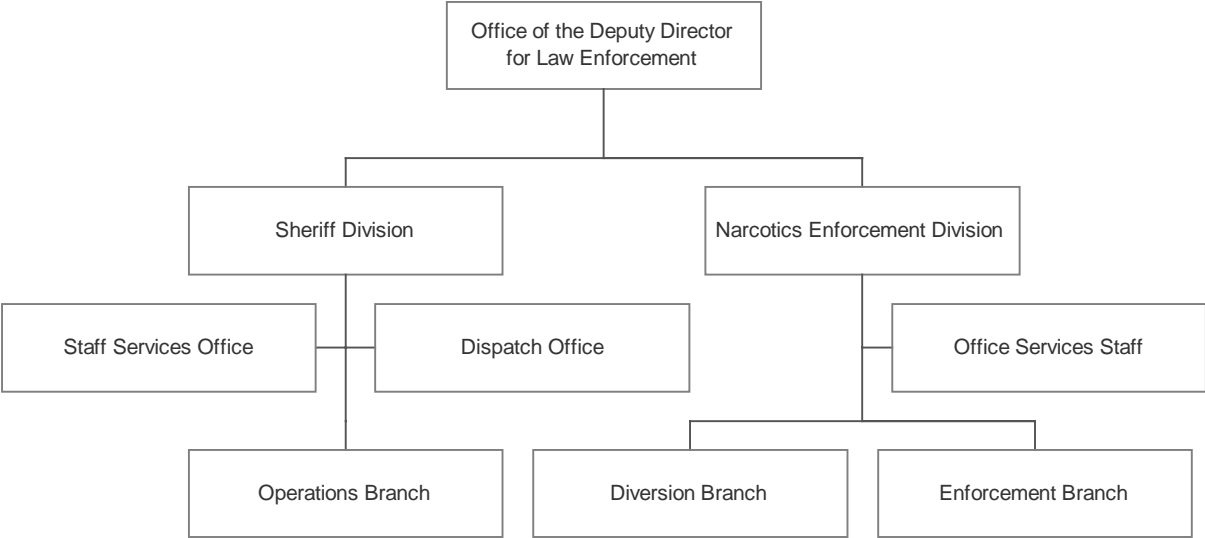 Office of the Deputy Director
for Law Enforcement
Sheriff Division
Narcotics Enforcement Division
Staff Services Office
Dispatch Office
Office Services Staff
Operations Branch
Diversion Branch
Enforcement Branch